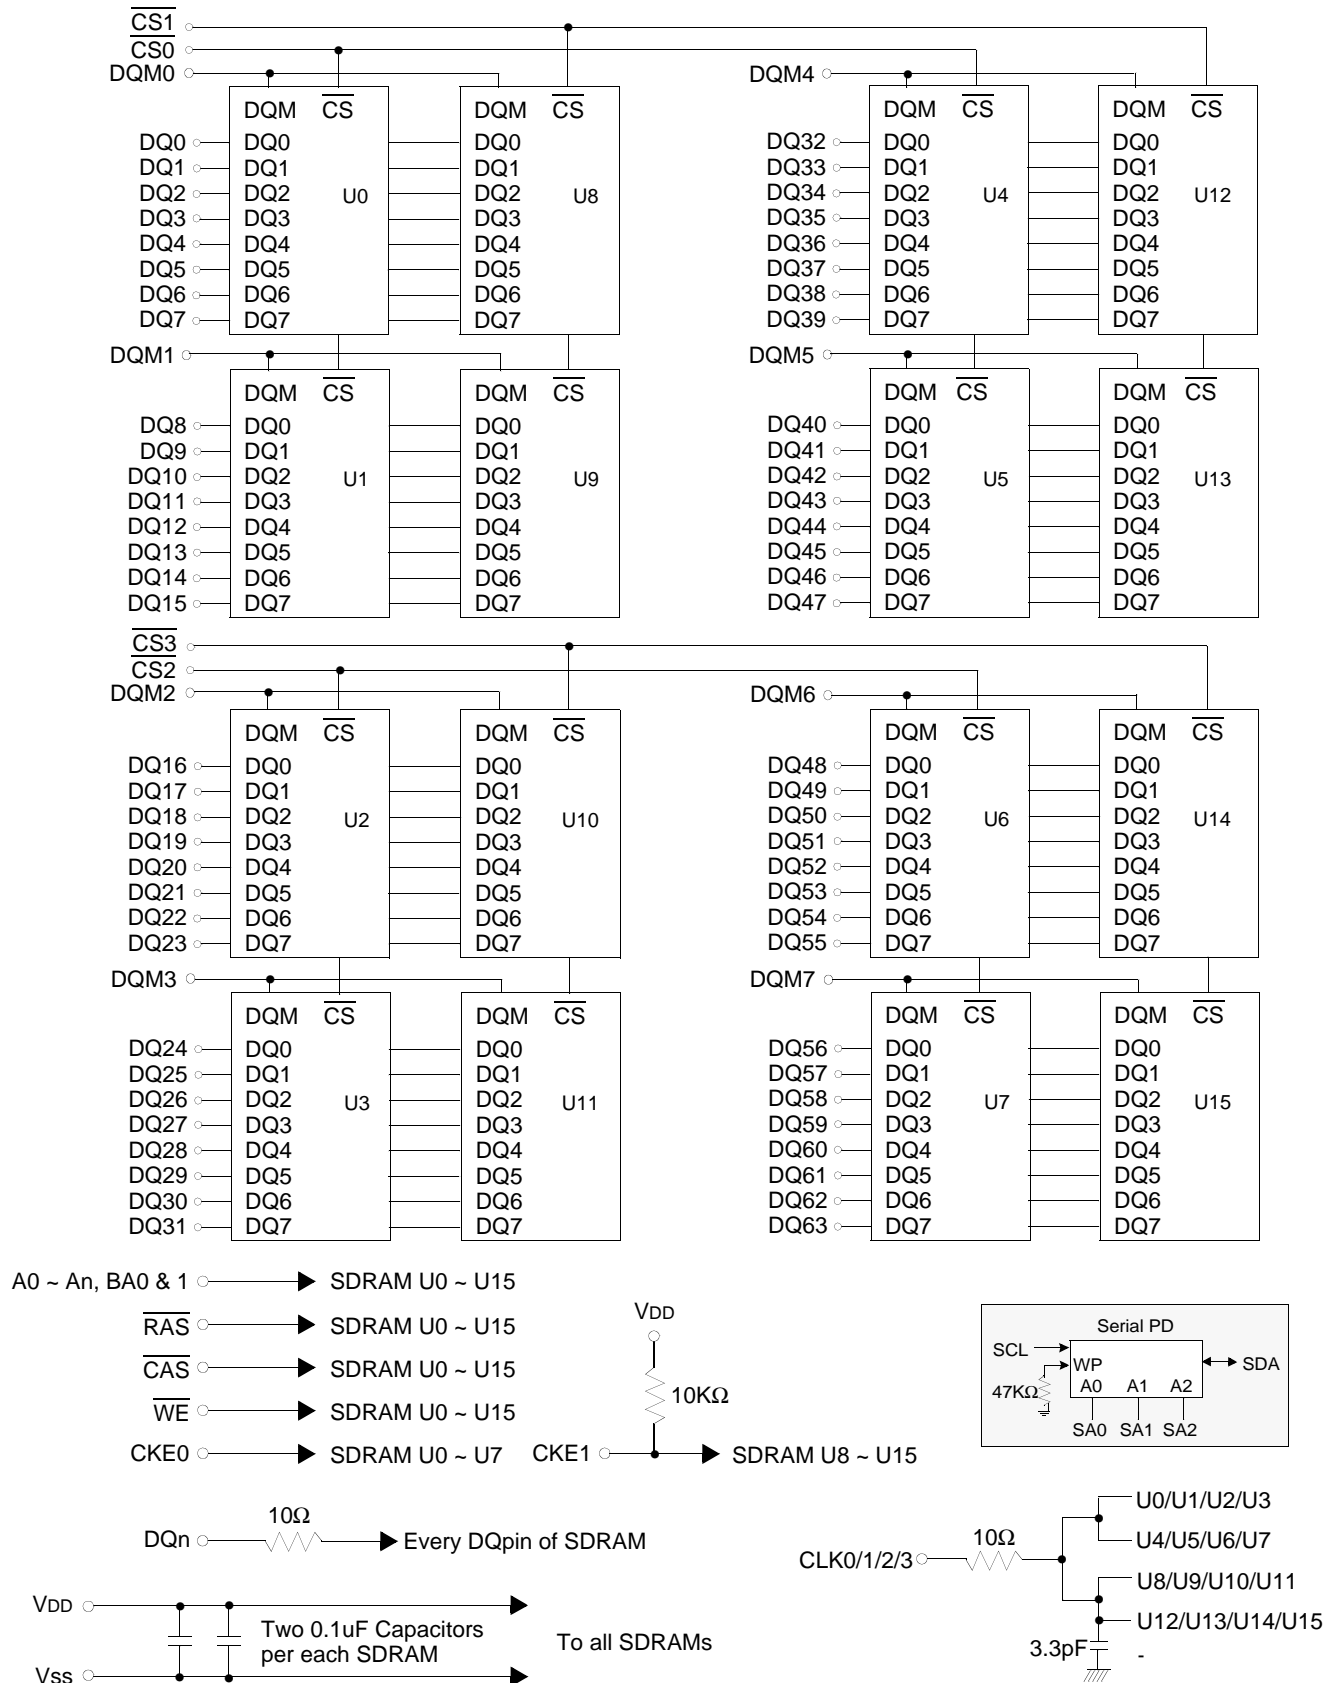 CS1
CS0
DQM0 DQM4
DQM CS DQM CS DQM CS DQM CS
DQ0 DQ0 DQ0 DQ32 DQ0 DQ0
DQ1 DQ1 DQ1 DQ33 DQ1 DQ1
DQ2 DQ2 U0 DQ2 U8 DQ34 DQ2 U4 DQ2 U12
DQ3 DQ3 DQ3 DQ35 DQ3 DQ3
DQ4 DQ4 DQ4 DQ36 DQ4 DQ4
DQ5 DQ5 DQ5 DQ37 DQ5 DQ5
DQ6 DQ6 DQ6 DQ38 DQ6 DQ6
DQ7 DQ7 DQ7 DQ39 DQ7 DQ7
DQM1 DQM5
DQM CS DQM CS DQM CS DQM CS
DQ8 DQ0 DQ0 DQ40 DQ0 DQ0
DQ9 DQ1 DQ1 DQ41 DQ1 DQ1
DQ10 DQ2 U1 DQ2 U9 DQ42 DQ2 U5 DQ2 U13
DQ11 DQ3 DQ3 DQ43 DQ3 DQ3
DQ12 DQ4 DQ4 DQ44 DQ4 DQ4
DQ13 DQ5 DQ5 DQ45 DQ5 DQ5
DQ14 DQ6 DQ6 DQ46 DQ6 DQ6
DQ15 DQ7 DQ7 DQ47 DQ7 DQ7
CS3
CS2
DQM2 DQM6
DQM CS DQM CS DQM CS DQM CS
DQ16 DQ0 DQ0 DQ48 DQ0 DQ0
DQ17 DQ1 DQ1 DQ49 DQ1 DQ1
DQ18 DQ2 U2 DQ2 U10 DQ50 DQ2 U6 DQ2 U14
DQ19 DQ3 DQ3 DQ51 DQ3 DQ3
DQ20 DQ4 DQ4 DQ52 DQ4 DQ4
DQ21 DQ5 DQ5 DQ53 DQ5 DQ5
DQ22 DQ6 DQ6 DQ54 DQ6 DQ6
DQ23 DQ7 DQ7 DQ55 DQ7 DQ7
DQM3 DQM7
DQM CS DQM CS DQM CS DQM CS
DQ24 DQ0 DQ0 DQ56 DQ0 DQ0
DQ25 DQ1 DQ1 DQ57 DQ1 DQ1
DQ26 DQ2 U3 DQ2 U11 DQ58 DQ2 U7 DQ2 U15
DQ27 DQ3 DQ3 DQ59 DQ3 DQ3
DQ28 DQ4 DQ4 DQ60 DQ4 DQ4
DQ29 DQ5 DQ5 DQ61 DQ5 DQ5
DQ30 DQ6 DQ6 DQ62 DQ6 DQ6
DQ31 DQ7 DQ7 DQ63 DQ7 DQ7
A0 ~ An, BA0 & 1 SDRAM U0 ~ U15
RAS SDRAM U0 ~ U15
CAS SDRAM U0 ~ U15
WE SDRAM U0 ~ U15
CKE0 SDRAM U0 ~ U7
VDD
10KΩ
CKE1 SDRAM U8 ~ U15
Serial PD
SCL
WP SDA
47KΩ A0 A1 A2
SA0 SA1 SA2
10Ω
DQn Every DQpin of SDRAM
U0/U1/U2/U3
10Ω U4/U5/U6/U7
CLK0/1/2/3
U8/U9/U10/U11
U12/U13/U14/U15
3.3pF
-
VDD
Two 0.1uF Capacitors
per each SDRAM
To all SDRAMs
Vss